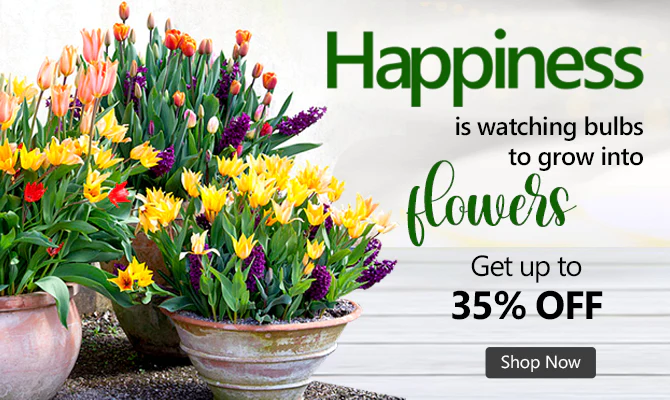 Happiness
is watching bulbs
to grow into
flowers
Get up to
35% OFF
Shop Now